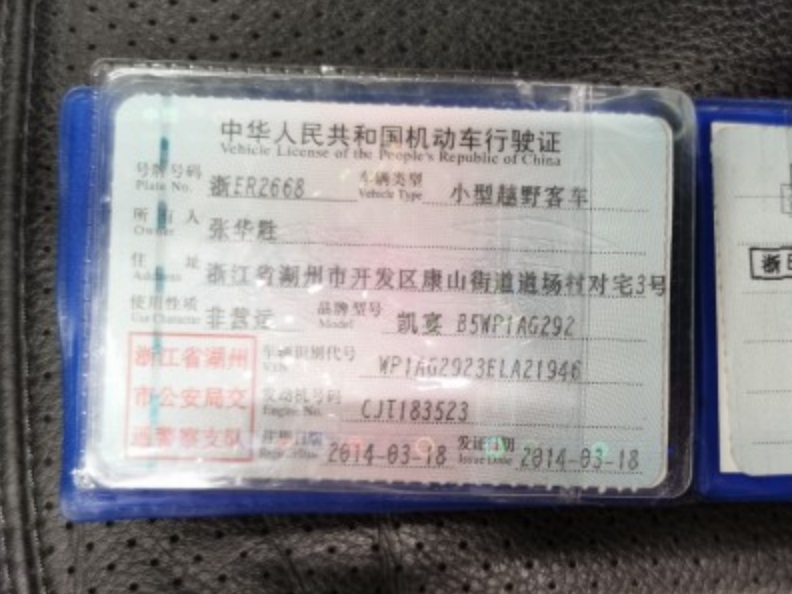 中华人民共和国机动车行驶证
Vehicle License of the People's Republic of China
号牌号码 浙ER2668 车辆类型 小型越野客车
Plate No. Vehicle Type
所有人 张华胜
Owner
住址 浙江省湖州市开发区康山街道道场村对宅3号
Address
使用性质 非营运 品牌型号 凯宴 B5WP1AG292
Use Character Model
浙江省湖州
市公安局交
通警察支队
车辆识别代号 WP1AG2923ELA21946
VIN
发动机号码 CJT183523
Engine No.
注册日期 2014-03-18 发证日期 2014-03-18
Register Date Issue Date
浙E